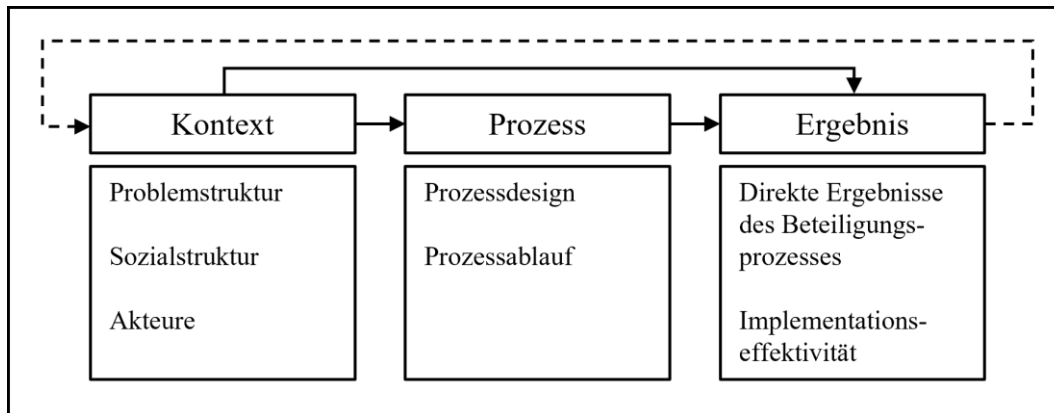 Kontext
Prozess
Ergebnis
Problemstruktur
Sozialstruktur
Akteure
Prozessdesign
Prozessablauf
Direkte Ergebnisse
des Beteiligungs-
prozesses
Implementations-
effektivität